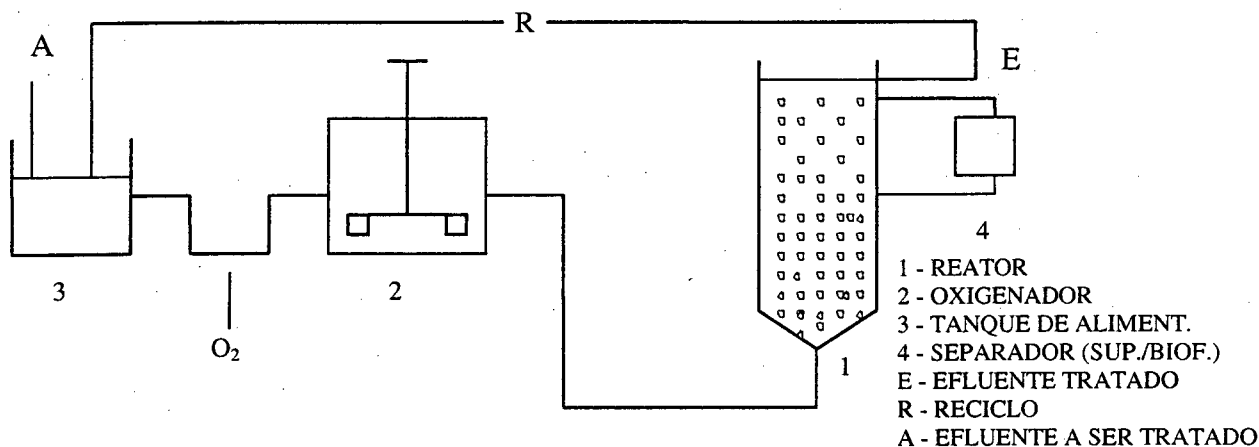 R
A
E
3
O₂
2
4
1
1 - REATOR
2 - OXIGENADOR
3 - TANQUE DE ALIMENT.
4 - SEPARADOR (SUP./BIOF.)
E - EFLUENTE TRATADO
R - RECICLO
A - EFLUENTE A SER TRATADO